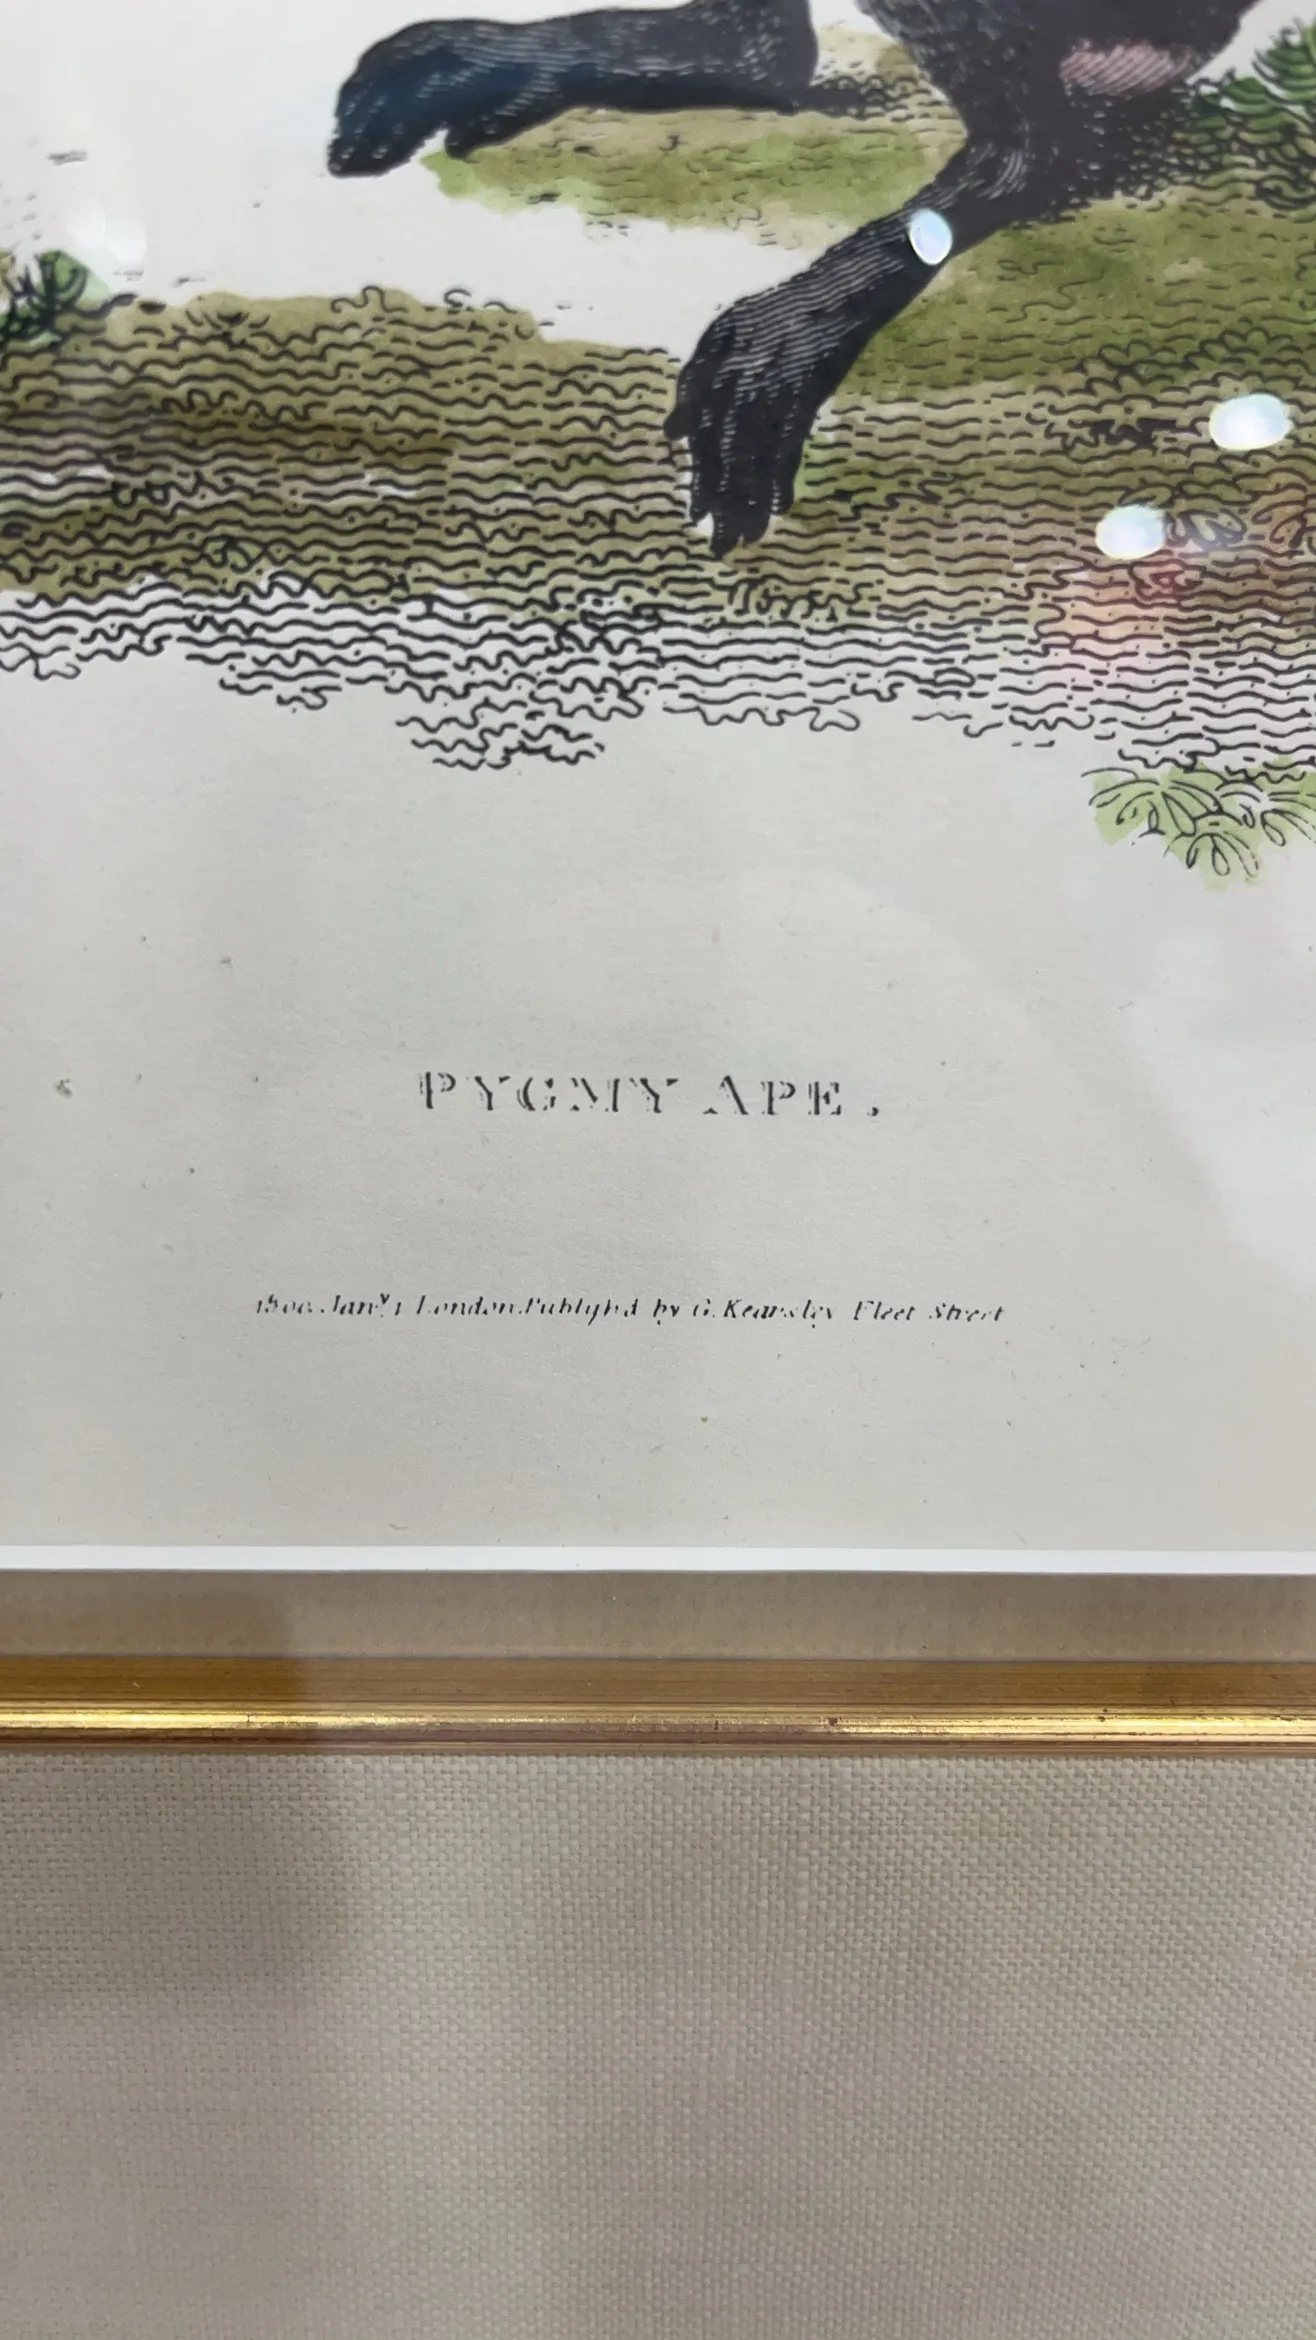 PYGMY APE.
1800. Jany. 1 London. Publish'd by G. Kearsley Fleet Street